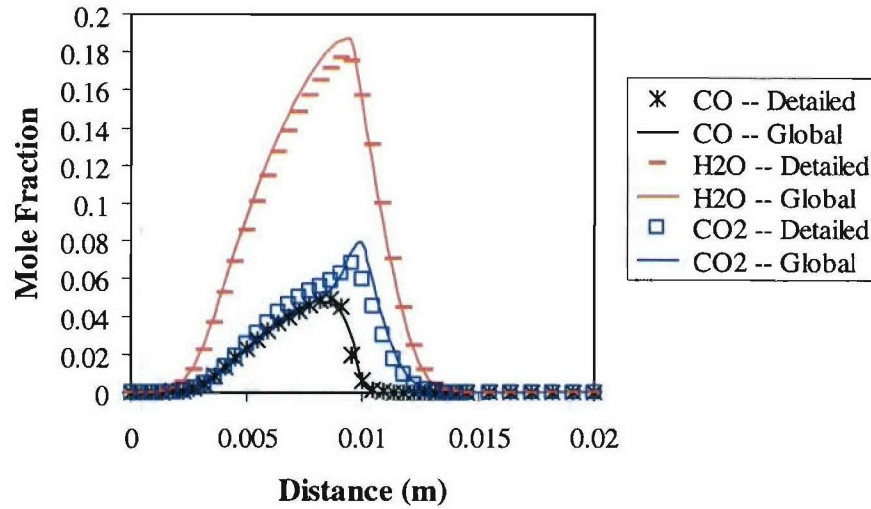 0.2
0.18
0.16
0.14
0.12
0.1
0.08
0.06
0.04
0.02
0
Mole Fraction
0 0.005 0.01 0.015 0.02
Distance (m)
CO -- Detailed
CO -- Global
H2O -- Detailed
H2O -- Global
CO2 -- Detailed
CO2 -- Global